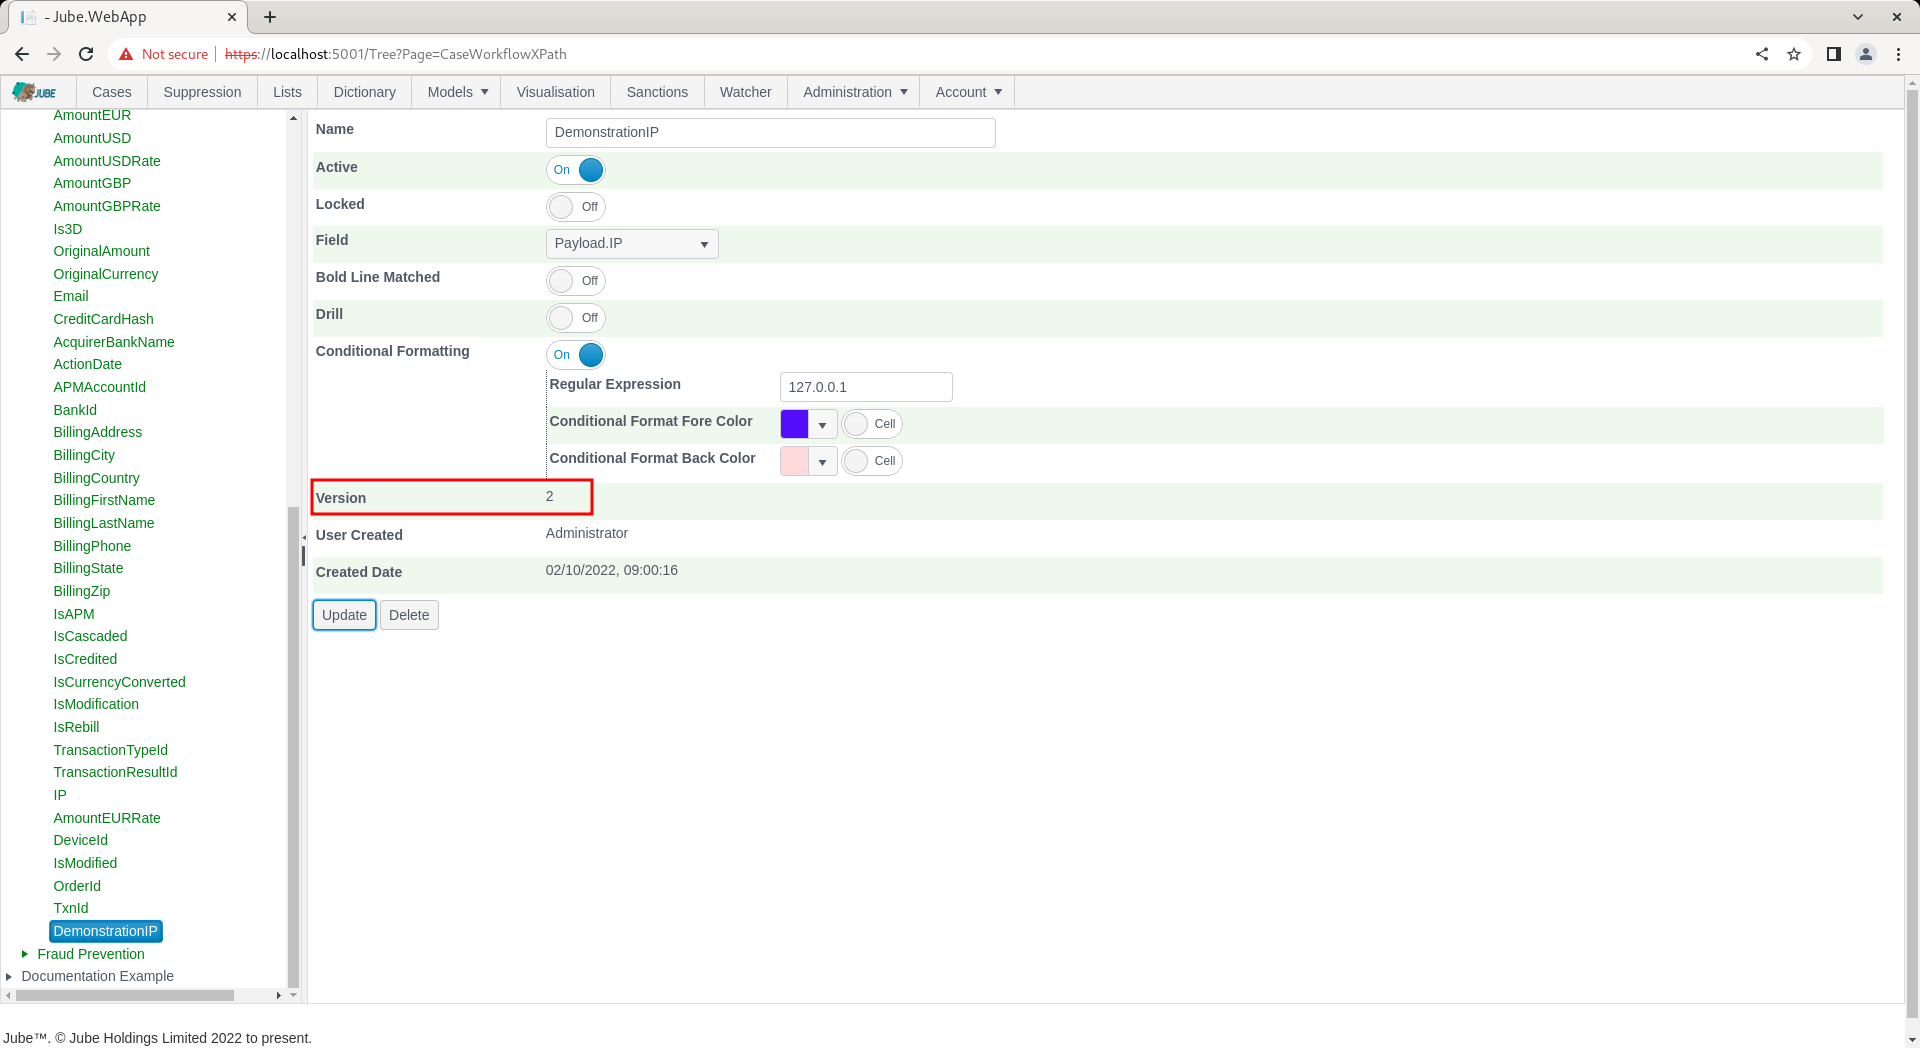 - Jube.WebApp
Not secure https://localhost:5001/Tree?Page=CaseWorkflowXPath
JUBE Cases Suppression Lists Dictionary Models Visualisation Sanctions Watcher Administration Account
AmountEUR
AmountUSD
AmountUSDRate
AmountGBP
AmountGBPRate
Is3D
OriginalAmount
OriginalCurrency
Email
CreditCardHash
AcquirerBankName
ActionDate
APMAccountId
BankId
BillingAddress
BillingCity
BillingCountry
BillingFirstName
BillingLastName
BillingPhone
BillingState
BillingZip
IsAPM
IsCascaded
IsCredited
IsCurrencyConverted
IsModification
IsRebill
TransactionTypeId
TransactionResultId
IP
AmountEURRate
DeviceId
IsModified
OrderId
TxnId
DemonstrationIP
Fraud Prevention
Documentation Example
Name DemonstrationIP
Active On
Locked Off
Field Payload.IP
Bold Line Matched Off
Drill Off
Conditional Formatting On
Regular Expression 127.0.0.1
Conditional Format Fore Color Cell
Conditional Format Back Color Cell
Version 2
User Created Administrator
Created Date 02/10/2022, 09:00:16
Update Delete
Jube™. © Jube Holdings Limited 2022 to present.